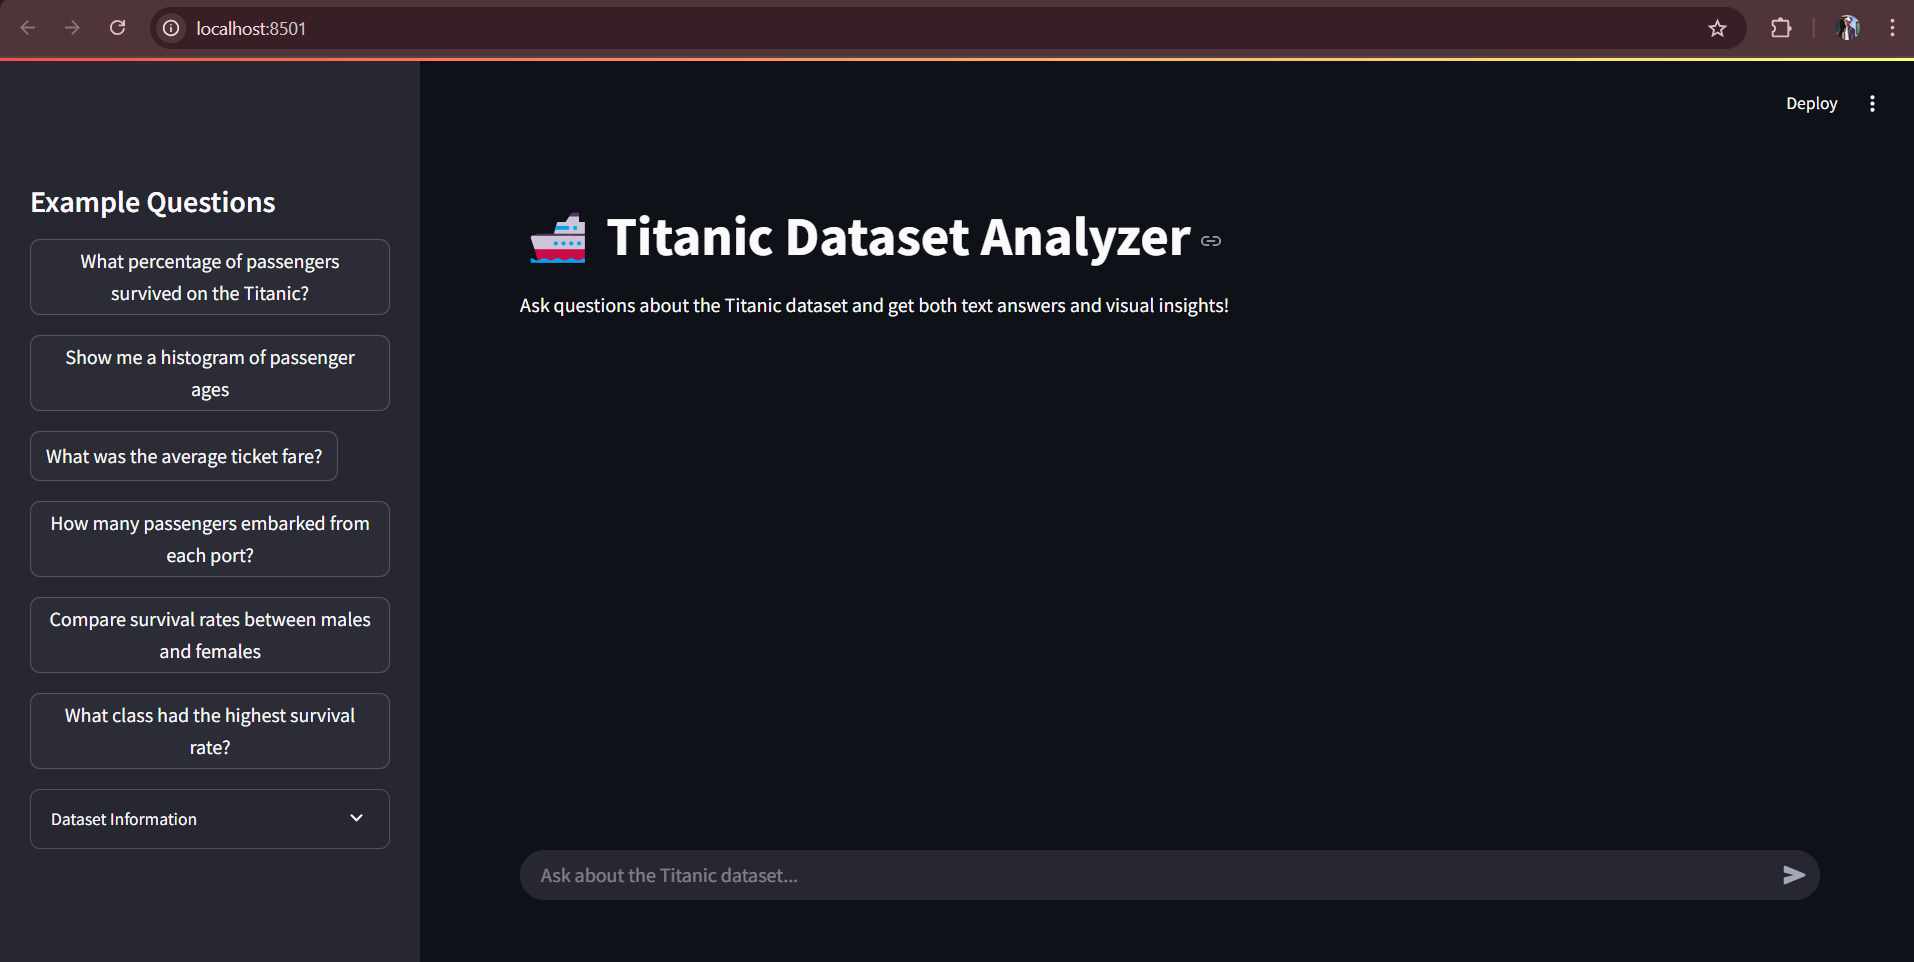 localhost:8501
Deploy
Example Questions
What percentage of passengers
survived on the Titanic?
Show me a histogram of passenger
ages
What was the average ticket fare?
How many passengers embarked from
each port?
Compare survival rates between males
and females
What class had the highest survival
rate?
Dataset Information
Titanic Dataset Analyzer
Ask questions about the Titanic dataset and get both text answers and visual insights!
Ask about the Titanic dataset...